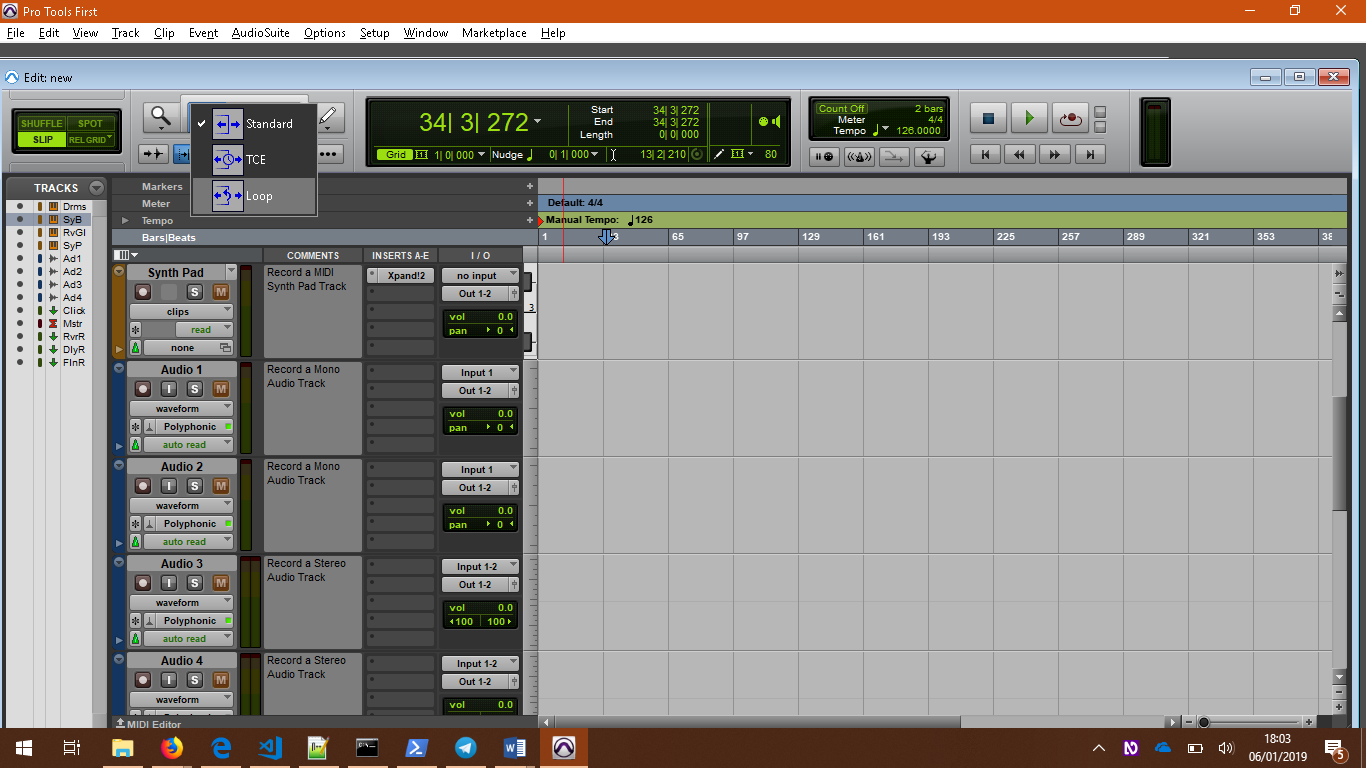 Pro Tools First
File Edit View Track Clip Event AudioSuite Options Setup Window Marketplace Help
Edit: new
SHUFFLE SPOT
SLIP REL GRID
Standard
TCE
Loop
34| 3| 272
Start 34| 3| 272
End 34| 3| 272
Length 0| 0| 000
Grid 1| 0| 000 Nudge 0| 1| 000 13| 2| 210 80
Count Off 2 bars
Meter 4/4
Tempo 126.0000
TRACKS
Drms
SyB
RvGl
SyP
Ad1
Ad2
Ad3
Ad4
Click
Mstr
RvrR
DlyR
FlnR
Markers
Meter
Tempo
Bars|Beats
Default: 4/4
Manual Tempo: 126
1 3 65 97 129 161 193 225 257 289 321 353 38
COMMENTS INSERTS A-E I / O
Synth Pad
S M
clips
read
none
Record a MIDI
Synth Pad Track
Xpand!2
no input
Out 1-2
vol 0.0
pan 0
3
Audio 1
I S M
waveform
Polyphonic
auto read
Record a Mono
Audio Track
Input 1
Out 1-2
vol 0.0
pan 0
Audio 2
I S M
waveform
Polyphonic
auto read
Record a Mono
Audio Track
Input 1
Out 1-2
vol 0.0
pan 0
Audio 3
I S M
waveform
Polyphonic
auto read
Record a Stereo
Audio Track
Input 1-2
Out 1-2
vol 0.0
100 100
Audio 4
I S M
waveform
Record a Stereo
Audio Track
Input 1-2
Out 1-2
vol 0.0
MIDI Editor
18:03
06/01/2019
5